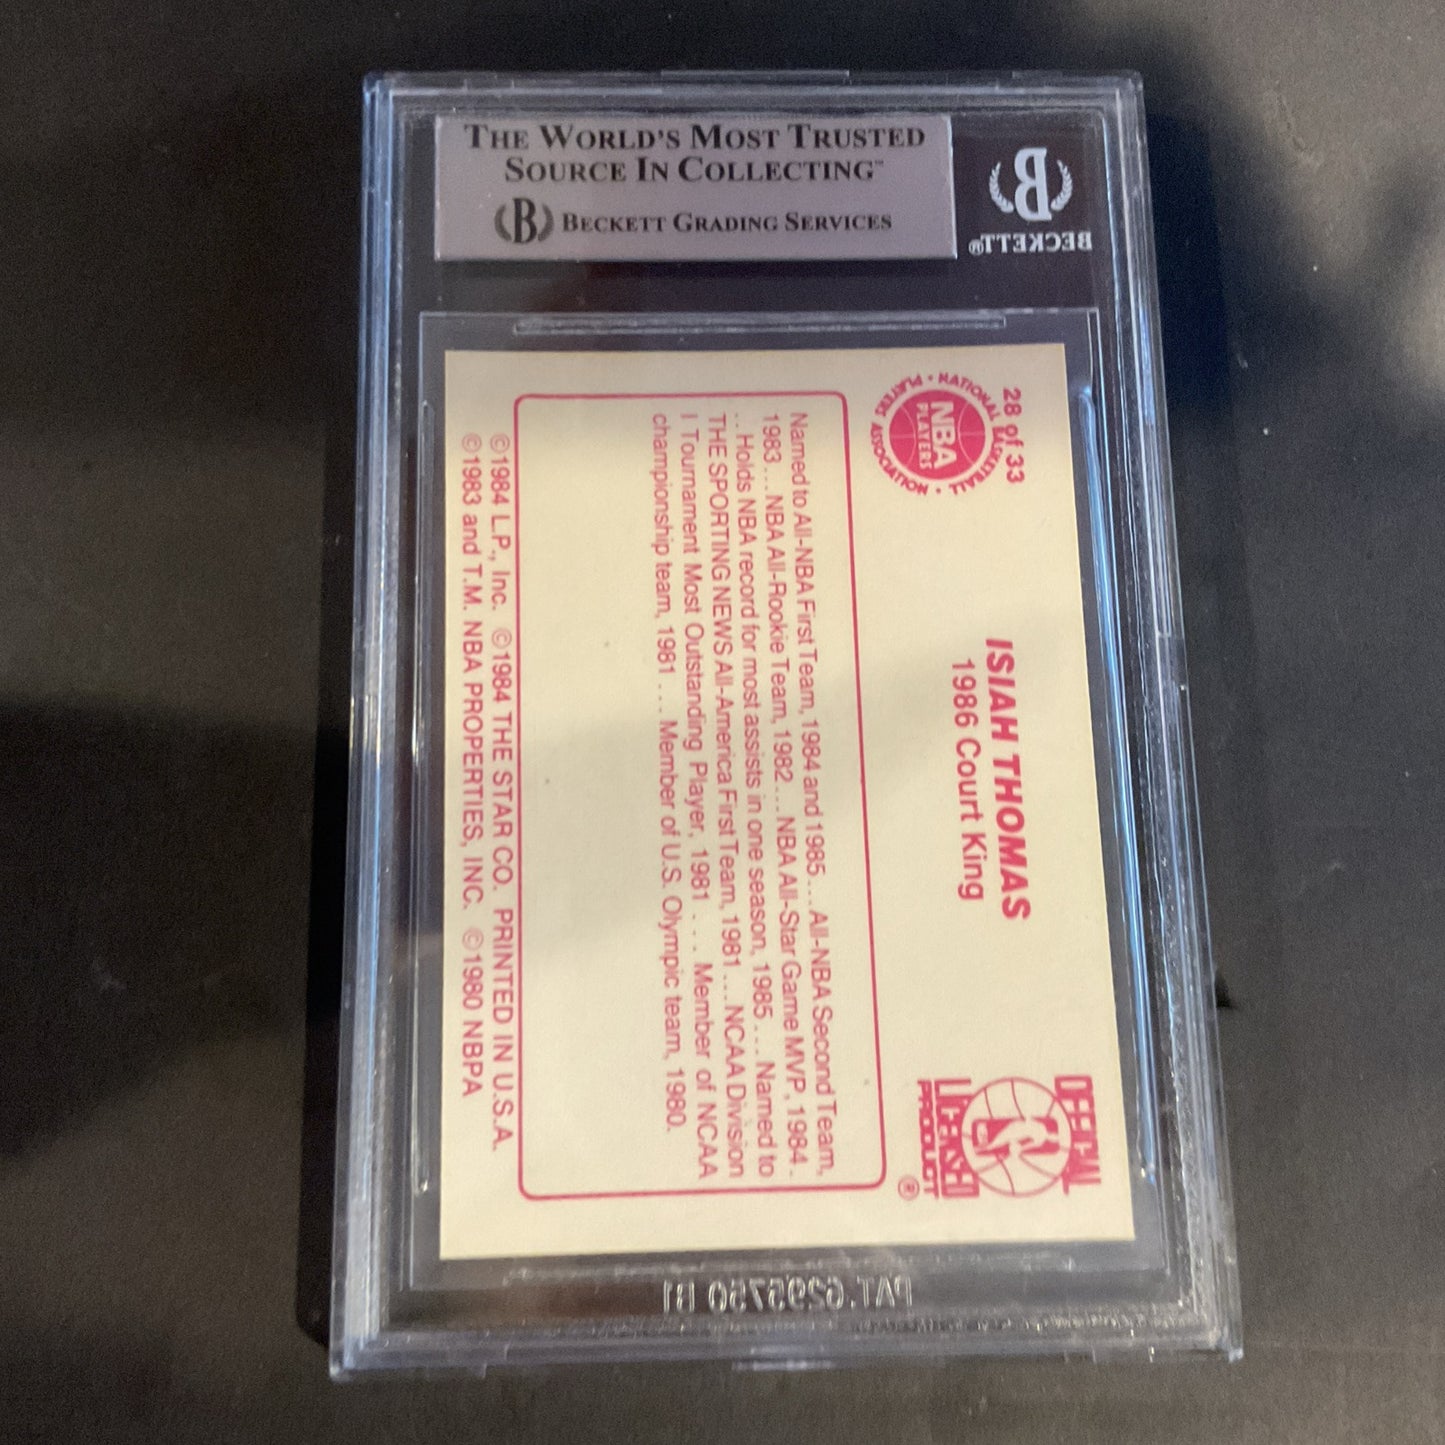 THE WORLD'S MOST TRUSTED
SOURCE IN COLLECTING™
B BECKETT GRADING SERVICES
B
BECKETT®
28 of 33
NATIONAL BASKETBALL PLAYERS ASSOCIATION
NBA
PLAYERS
ISIAH THOMAS
1986 Court King
OFFICIAL
LICENSED
PRODUCT
®
Named to All-NBA First Team, 1984 and 1985 . . . All-NBA Second Team,
1983 . . . NBA All-Rookie Team, 1982 . . . NBA All-Star Game MVP, 1984 .
. . Holds NBA record for most assists in one season, 1985 . . . Named to
THE SPORTING NEWS All-America First Team, 1981 . . . NCAA Division
I Tournament Most Outstanding Player, 1981 . . . Member of NCAA
championship team, 1981 . . . Member of U.S. Olympic team, 1980.
©1984 L.P., Inc. ©1984 THE STAR CO. PRINTED IN U.S.A.
©1983 and T.M. NBA PROPERTIES, INC. ©1980 NBPA
PAT. 6295750 B1